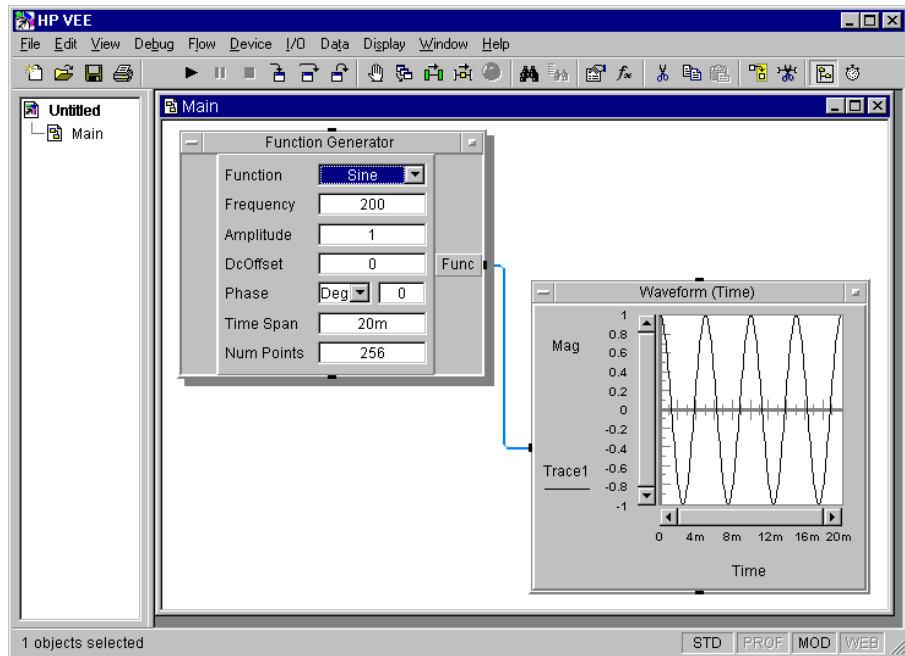 HP VEE
File Edit View Debug Flow Device I/O Data Display Window Help
Untitled
Main
Main
Function Generator
Function Sine
Frequency 200
Amplitude 1
DcOffset 0
Func
Phase Deg 0
Time Span 20m
Num Points 256
Waveform (Time)
Mag
1
0.8
0.6
0.4
0.2
0
-0.2
-0.4
Trace1
-0.6
-0.8
-1
0 4m 8m 12m 16m 20m
Time
1 objects selected
STD PROF MOD WEB